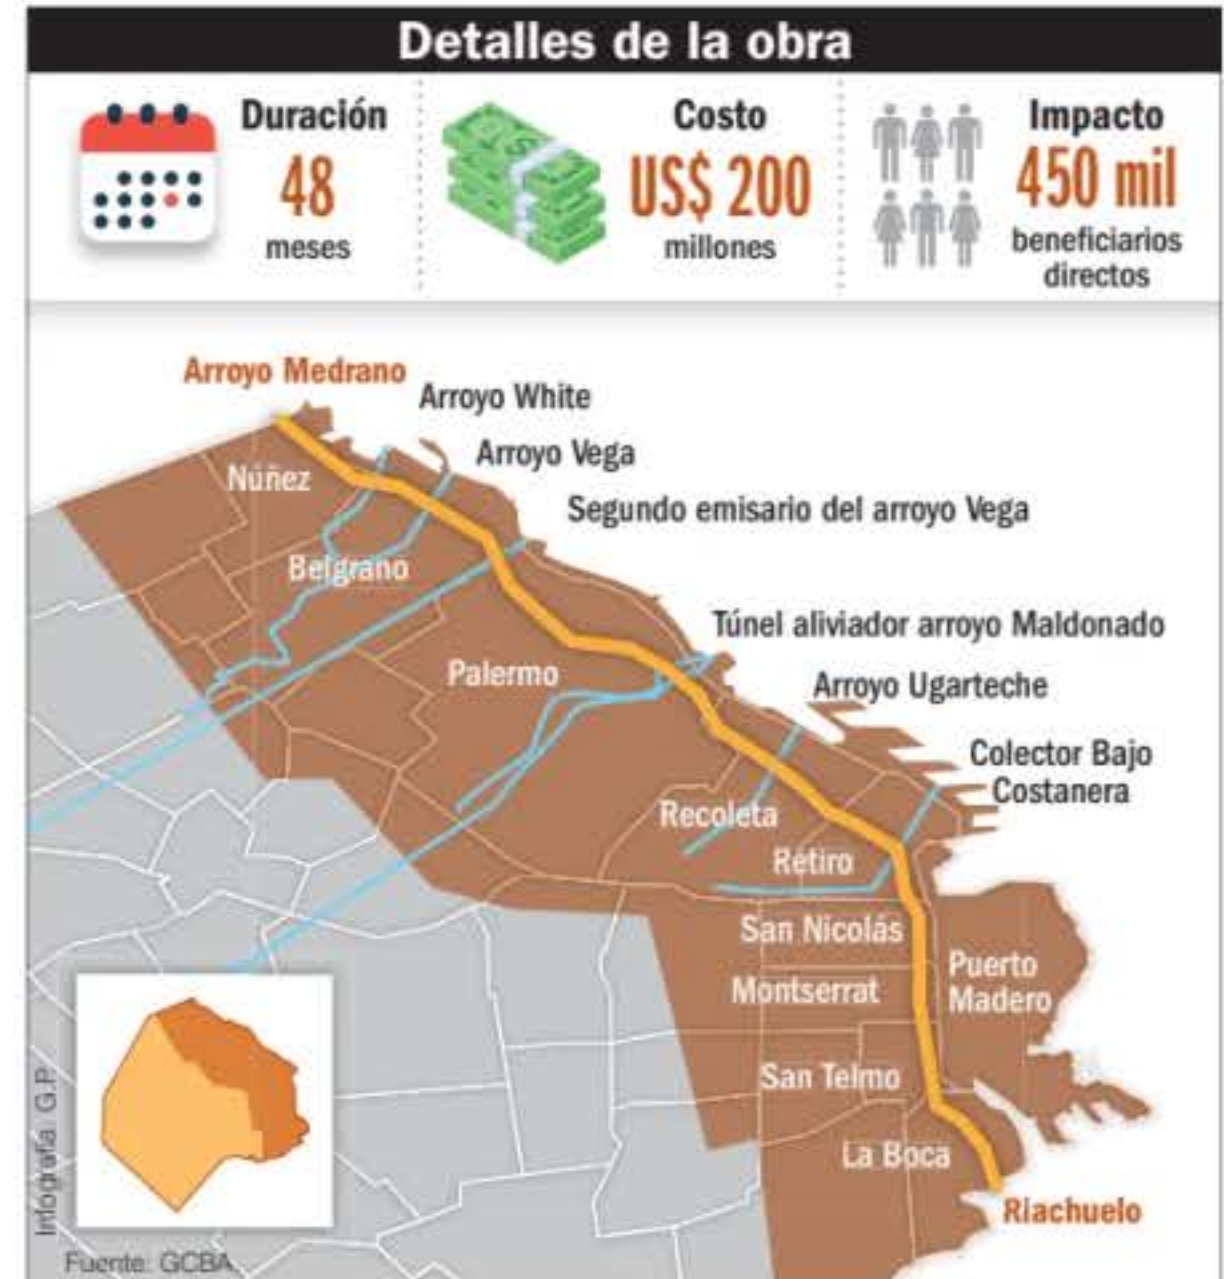 Detalles de la obra
Duración
48
meses
Costo
US$ 200
millones
Impacto
450 mil
beneficiarios
directos
Arroyo Medrano
Arroyo White
Arroyo Vega
Núñez
Segundo emisario del arroyo Vega
Belgrano
Túnel aliviador arroyo Maldonado
Palermo
Arroyo Ugarteche
Colector Bajo
Costanera
Recoleta
Retiro
San Nicolás
Puerto
Madero
Montserrat
San Telmo
La Boca
Riachuelo
Infografía G.P.
Fuente: GCBA.